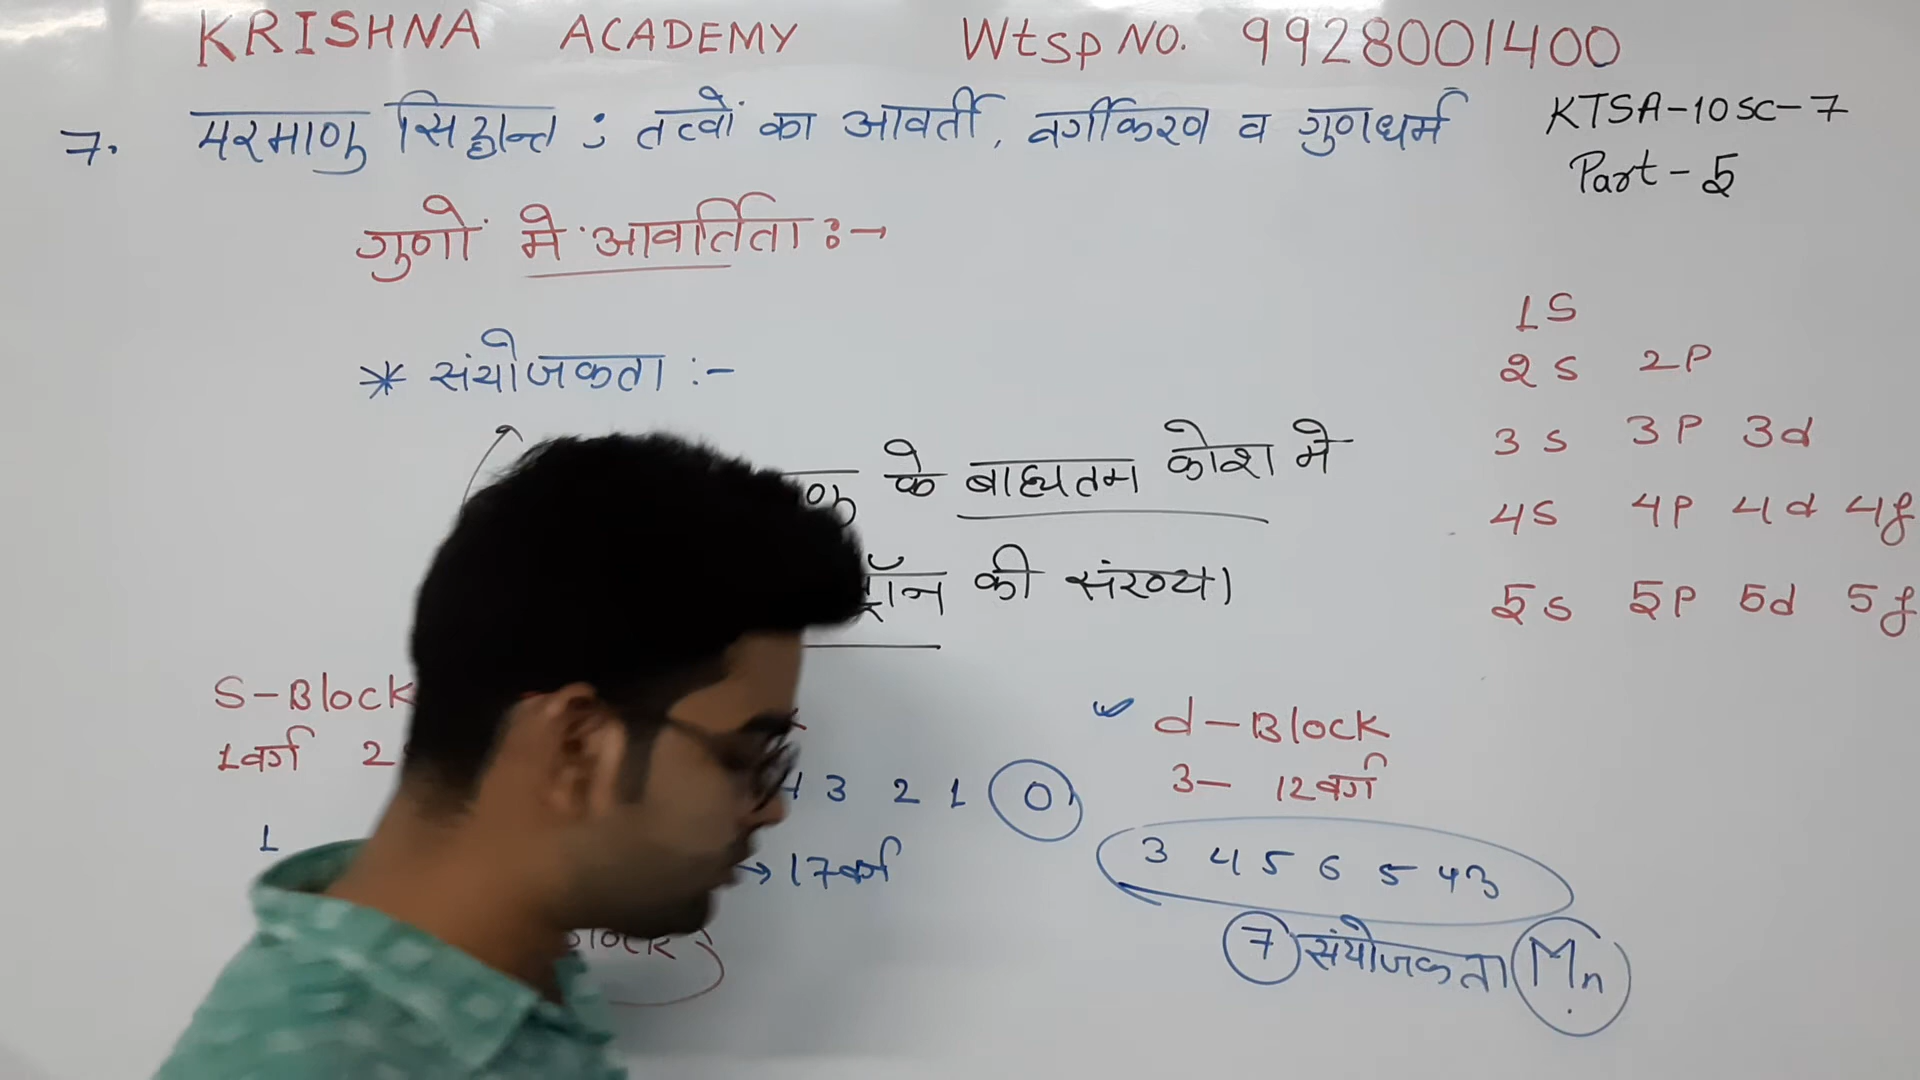 KRISHNA ACADEMY Wtsp NO. 9928001400
7. परमाणु सिद्धान्त : तत्वों का आवर्ती, वर्गीकरण व गुणधर्म
KTSA-10sc-7
Part-5
गुणों मे आवर्तिता :→
* संयोजकता :-
के बाह्यतम कोश मे
की संख्या
1s
2s 2p
3s 3p 3d
4s 4p 4d 4f
5s 5p 5d 5f
S-Block
1वर्ग 2
1
3 2 1 0
→ 17वर्ग
d-Block
3- 12वर्ग
3 4 5 6 5 4 3
7 संयोजकता Mn